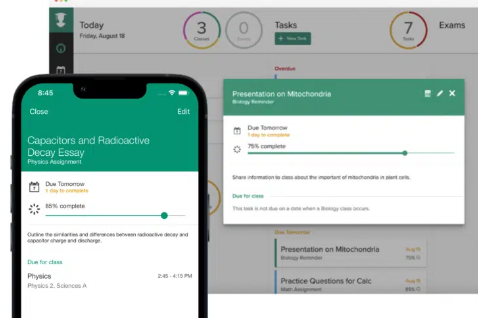 Today
Friday, August 18
3
Classes
0
Tasks
+ New Task
7
Tasks
Exams
Overdue
Presentation on Mitochondria
Biology Reminder
Due Tomorrow
1 day to complete
75% complete
Share information to class about the important of mitochondria in plant cells.
Due for class
This task is not due on a date when a Biology class occurs.
Due Tomorrow
Presentation on Mitochondria
Aug 19
Biology Reminder
75%
Practice Questions for Calc
Aug 19
Math Assignment
8:45
Close
Edit
Capacitors and Radioactive
Decay Essay
Physics Assignment
Due Tomorrow
1 day to complete
85% complete
Outline the similarities and differences between radioactive decay and
capacitor charge and discharge.
Due for class
Physics
2:45 - 4:15 PM
Physics 2, Sciences A